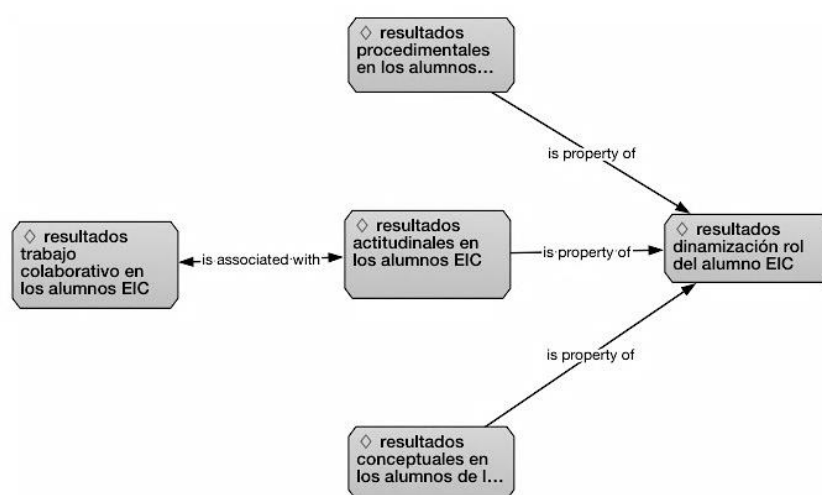 ◇ resultados
procedimentales
en los alumnos...
is property of
◇ resultados
trabajo
colaborativo en
los alumnos EIC
is associated with
◇ resultados
actitudinales en
los alumnos EIC
is property of
◇ resultados
dinamización rol
del alumno EIC
is property of
◇ resultados
conceptuales en
los alumnos de l...